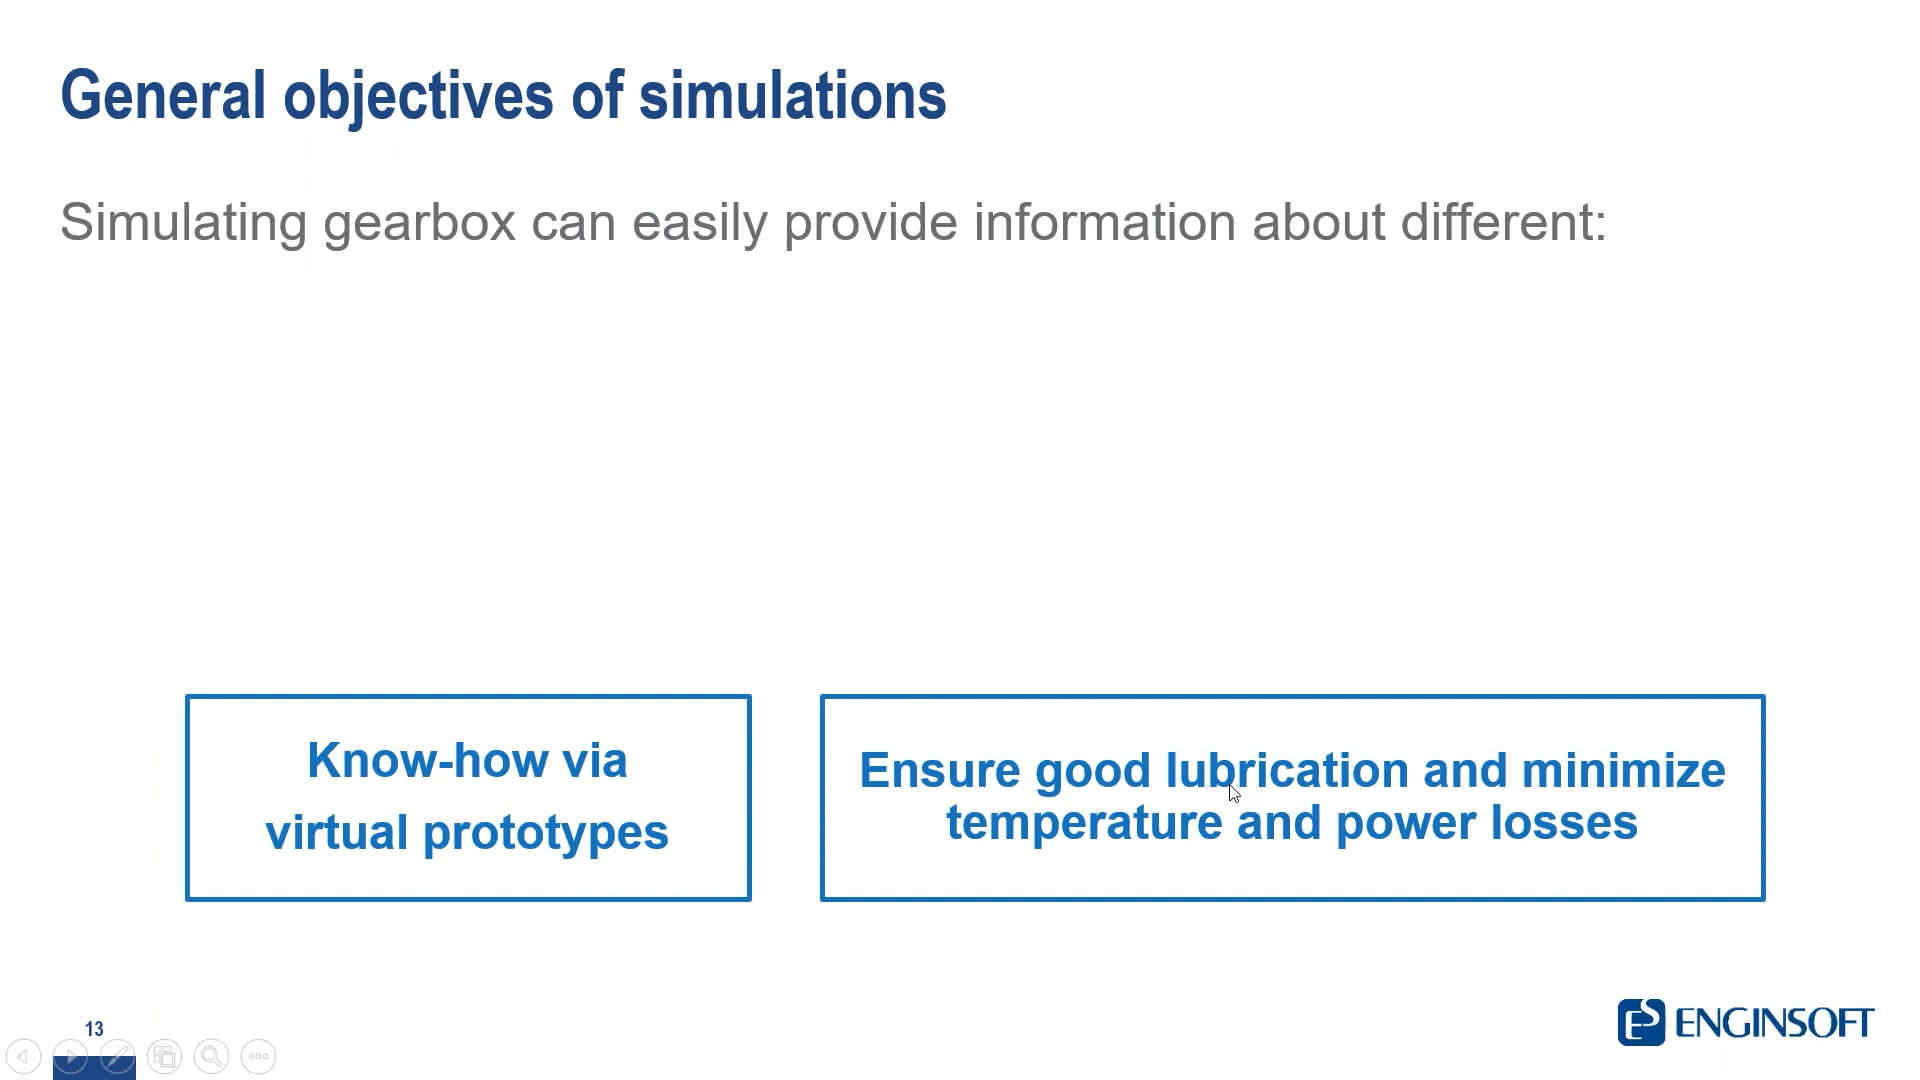 General objectives of simulations
Simulating gearbox can easily provide information about different:
Know-how via
virtual prototypes
Ensure good lubrication and minimize
temperature and power losses
13
ES ENGINSOFT